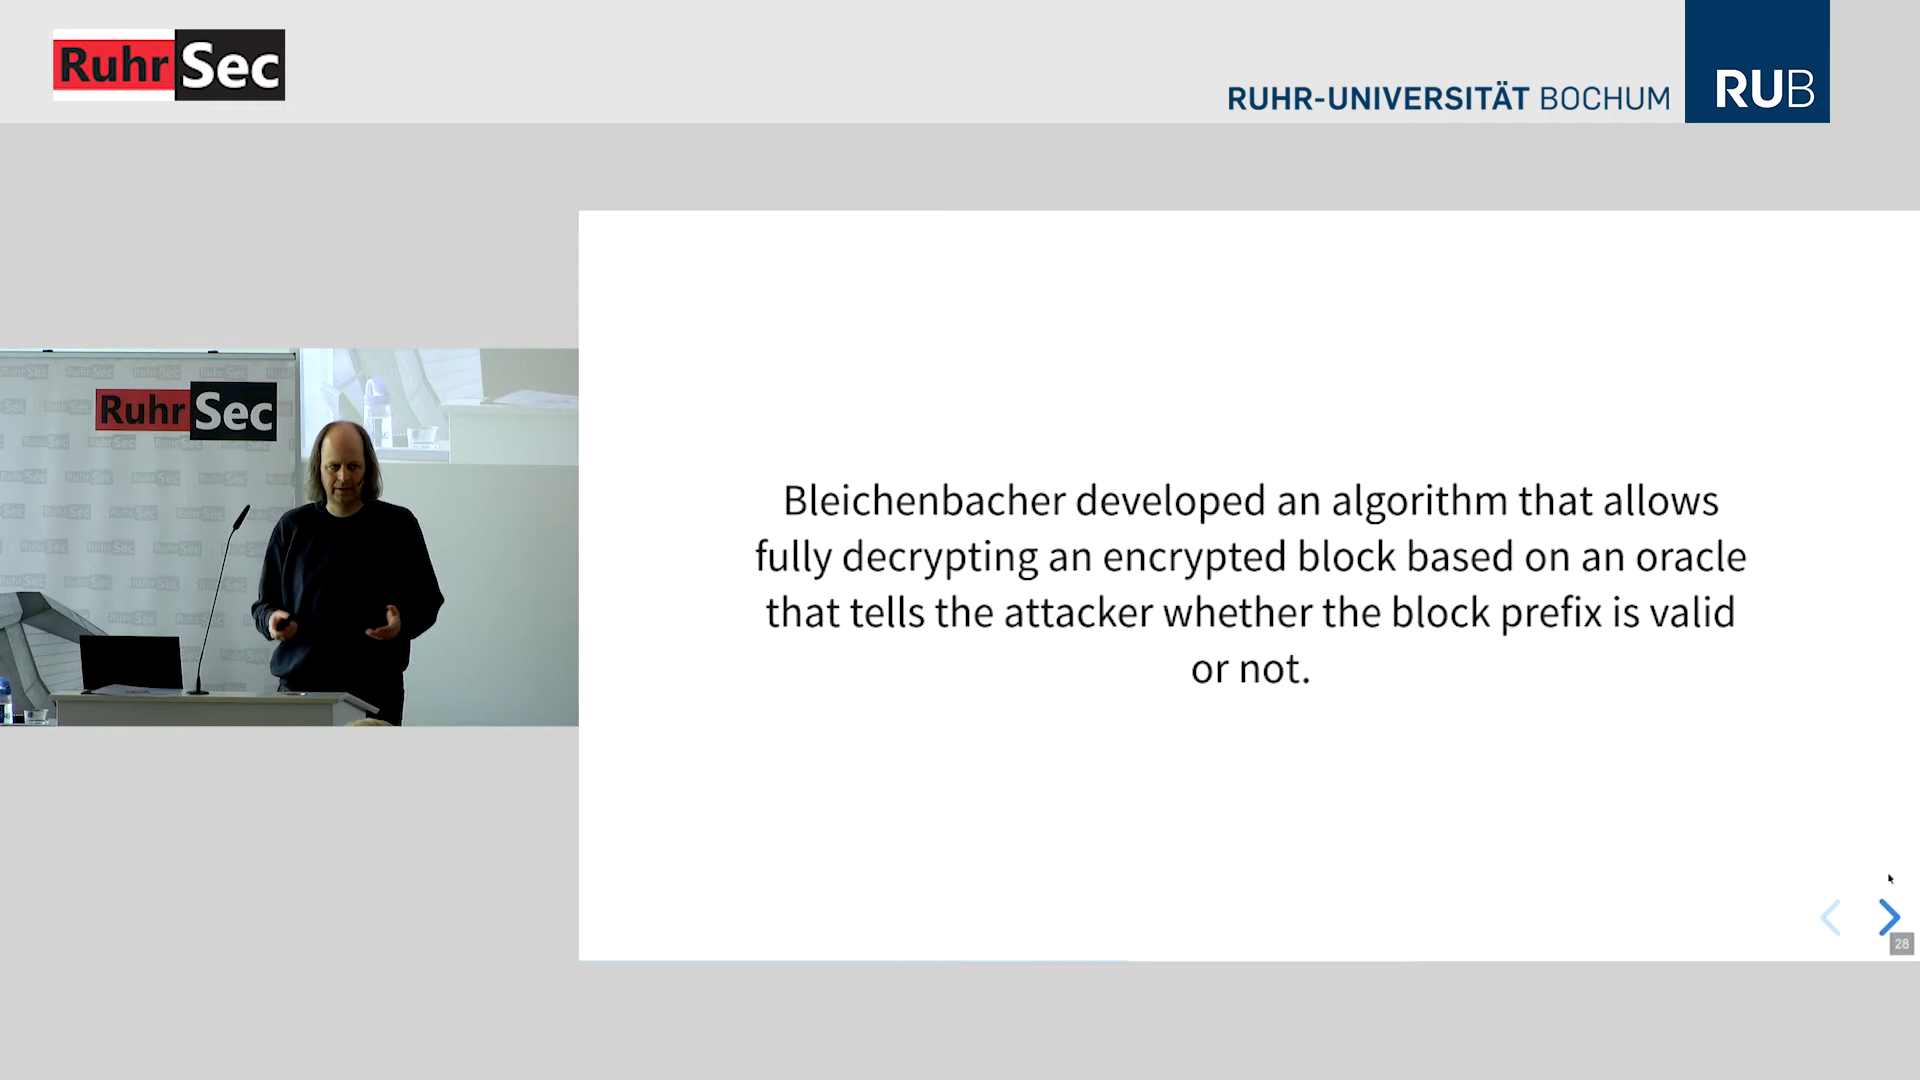 RuhrSec
RUHR-UNIVERSITÄT BOCHUM
RUB
RuhrSec
Bleichenbacher developed an algorithm that allows
fully decrypting an encrypted block based on an oracle
that tells the attacker whether the block prefix is valid
or not.
28